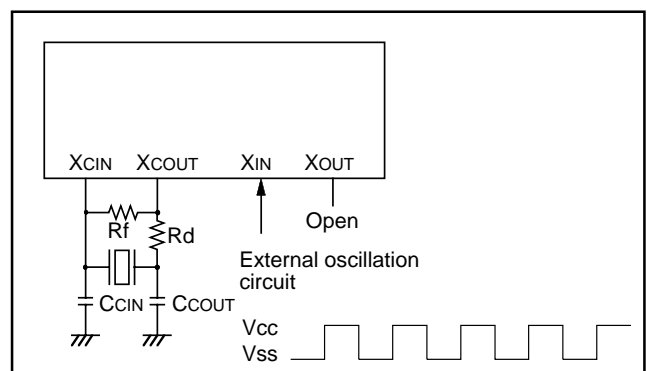 XCIN XCOUT XIN XOUT
Rf
Rd
Open
External oscillation
circuit
CCIN CCOUT
Vcc
Vss